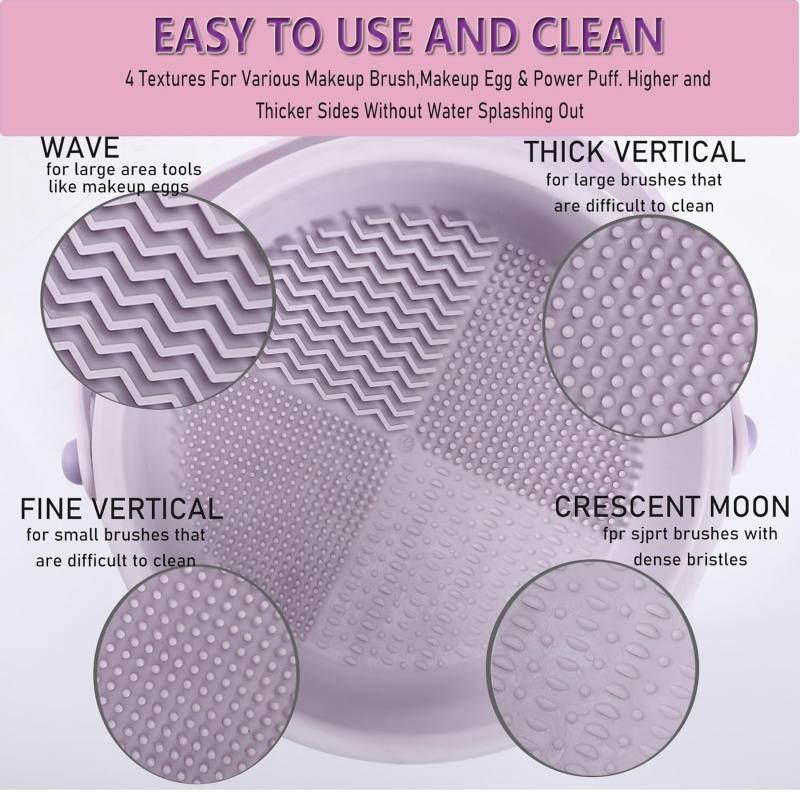 EASY TO USE AND CLEAN
4 Textures For Various Makeup Brush,Makeup Egg & Power Puff. Higher and
Thicker Sides Without Water Splashing Out
WAVE
for large area tools
like makeup eggs
THICK VERTICAL
for large brushes that
are difficult to clean
FINE VERTICAL
for small brushes that
are difficult to clean
CRESCENT MOON
fpr sjprt brushes with
dense bristles